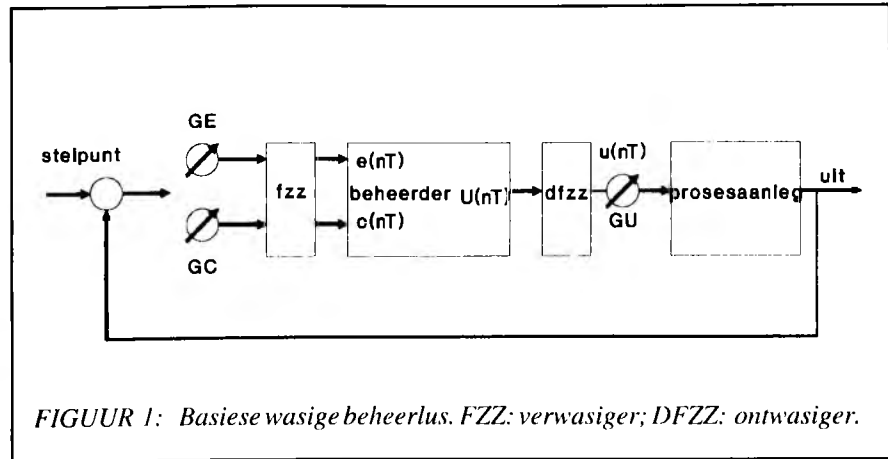 GE
stelpunt
GC
fzz
e(nT)
beheerder U(nT)
c(nT)
dfzz
u(nT)
GU
prosesaanleg
uit
FIGUUR 1: Basiese wasige beheerlus. FZZ: verwasiger; DFZZ: ontwasiger.